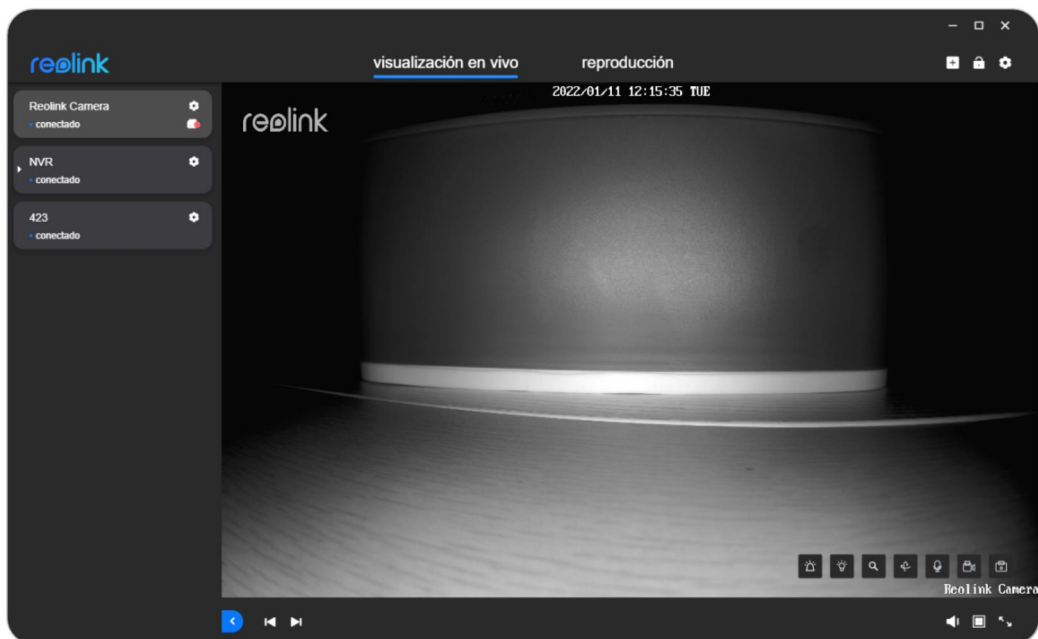 reolink
visualización en vivo
reproducción
Reolink Camera
conectado
NVR
conectado
423
conectado
2022/01/11 12:15:35 TUE
reolink
Reolink Camera